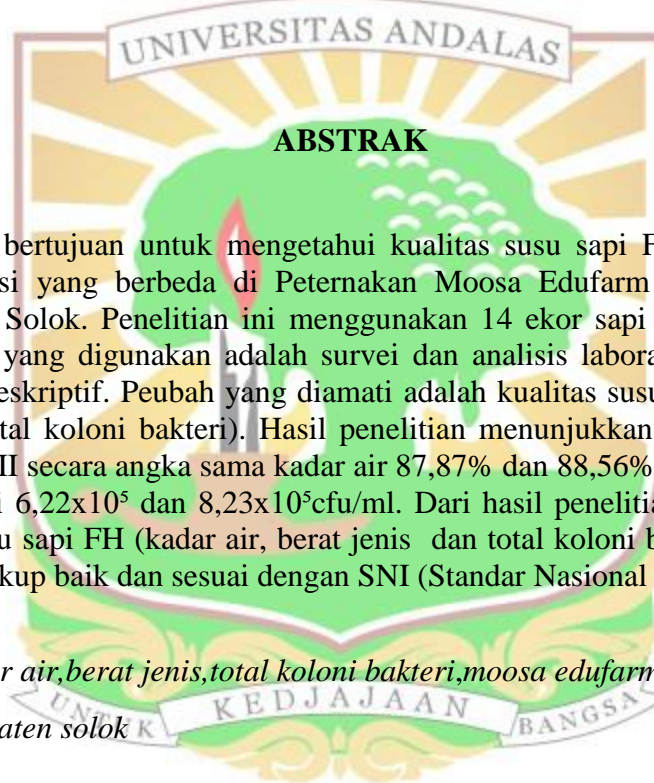 UNIVERSITAS ANDALAS
ABSTRAK
bertujuan untuk mengetahui kualitas susu sapi F
si yang berbeda di Peternakan Moosa Edufarm
Solok. Penelitian ini menggunakan 14 ekor sapi
yang digunakan adalah survei dan analisis labora
eskriptif. Peubah yang diamati adalah kualitas susu
tal koloni bakteri). Hasil penelitian menunjukkan
II secara angka sama kadar air 87,87% dan 88,56%
i 6,22x10⁵ dan 8,23x10⁵cfu/ml. Dari hasil penelitia
u sapi FH (kadar air, berat jenis dan total koloni b
kup baik dan sesuai dengan SNI (Standar Nasional
r air,berat jenis,total koloni bakteri,moosa edufarm
aten solok
UNTUK KEDJAJAAN BANGSA